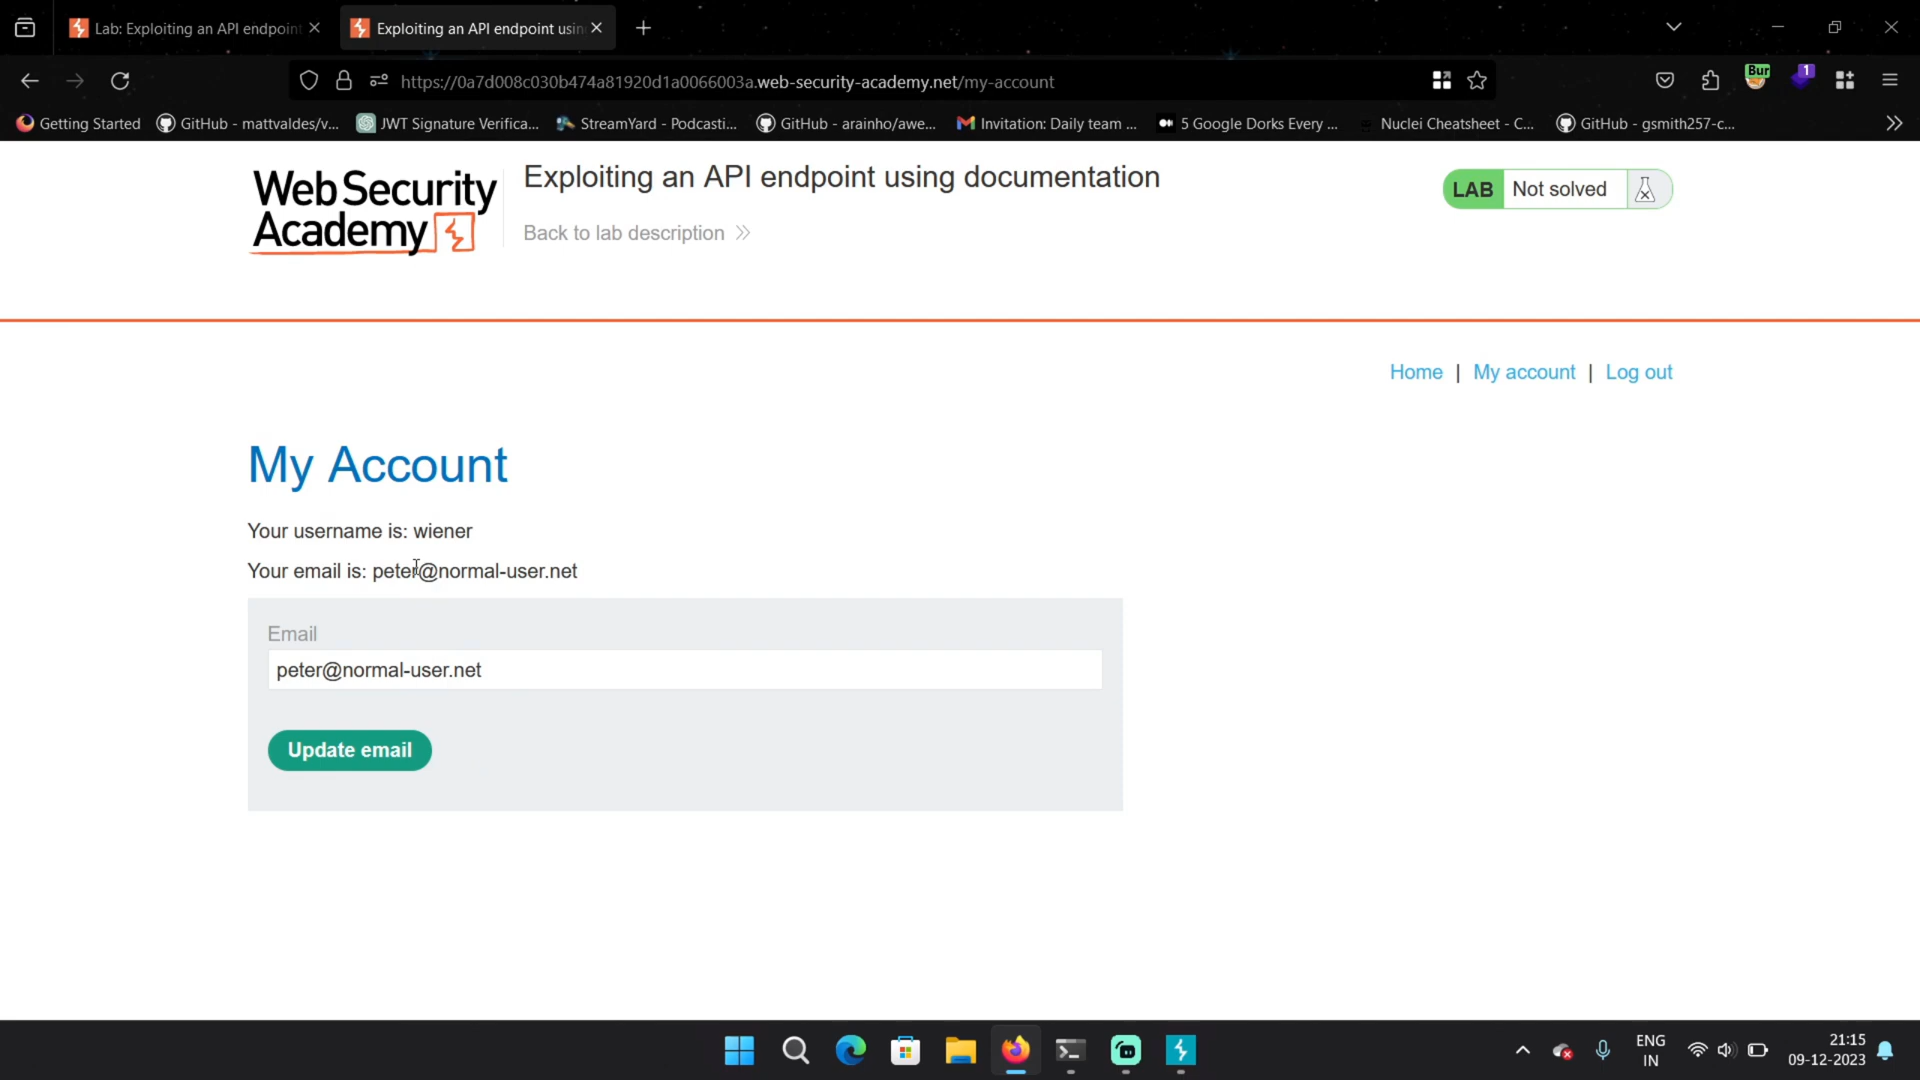 Lab: Exploiting an API endpoint
Exploiting an API endpoint usin
https://0a7d008c030b474a81920d1a0066003a.web-security-academy.net/my-account
Bur
1
Getting Started
GitHub - mattvaldes/v...
JWT Signature Verifica...
StreamYard - Podcasti...
GitHub - arainho/awe...
Invitation: Daily team ...
5 Google Dorks Every ...
Nuclei Cheatsheet - C...
GitHub - gsmith257-c...
Web Security
Academy
Exploiting an API endpoint using documentation
Back to lab description
LAB Not solved
Home | My account | Log out
My Account
Your username is: wiener
Your email is: peter@normal-user.net
Email
peter@normal-user.net
Update email
ENG
IN
21:15
09-12-2023